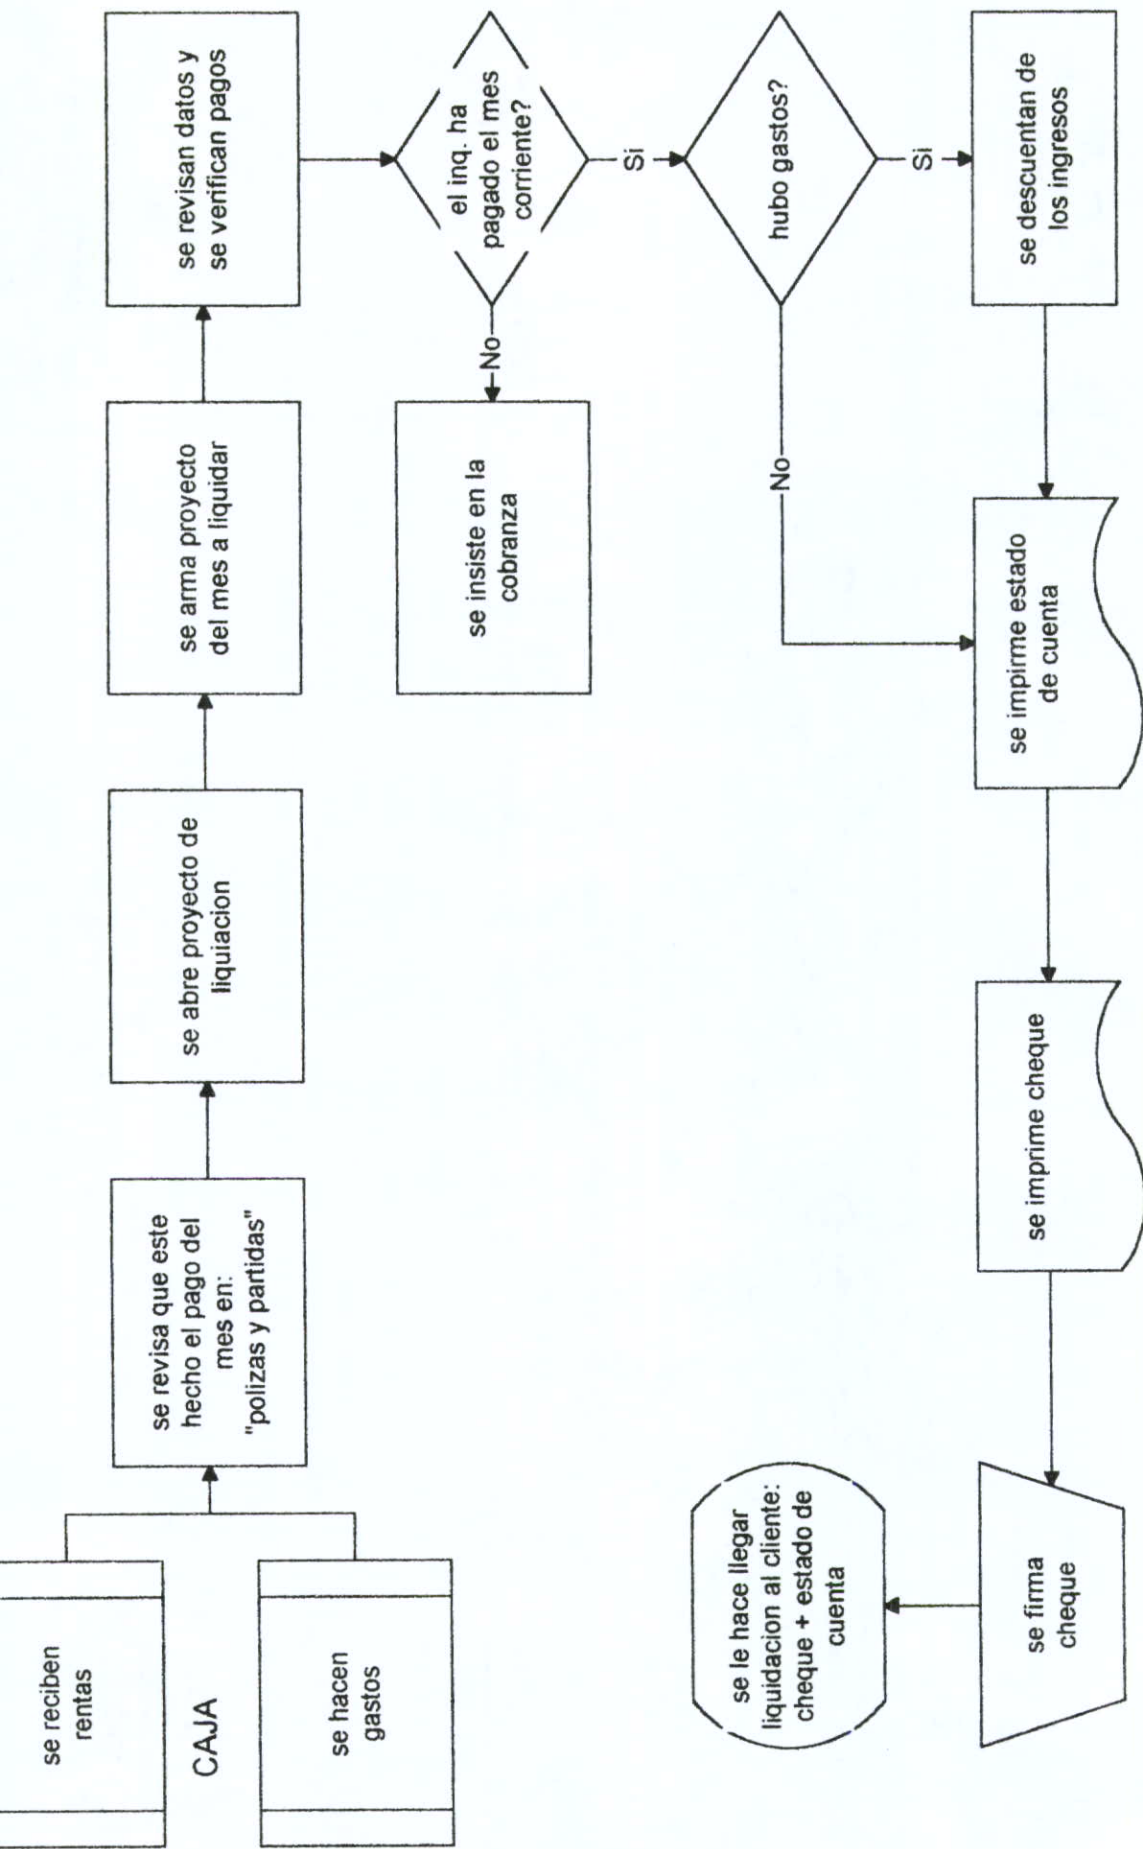 se reciben
rentas
CAJA
se hacen
gastos
se revisa que este
hecho el pago del
mes en:
"polizas y partidas"
se abre proyecto de
liquiacion
se arma proyecto
del mes a liquidar
se revisan datos y
se verifican pagos
el inq. ha
pagado el mes
corriente?
No
se insiste en la
cobranza
Si
hubo gastos?
No
Si
se descuentan de
los ingresos
se impirme estado
de cuenta
se imprime cheque
se firma
cheque
se le hace llegar
liquidacion al cliente:
cheque + estado de
cuenta